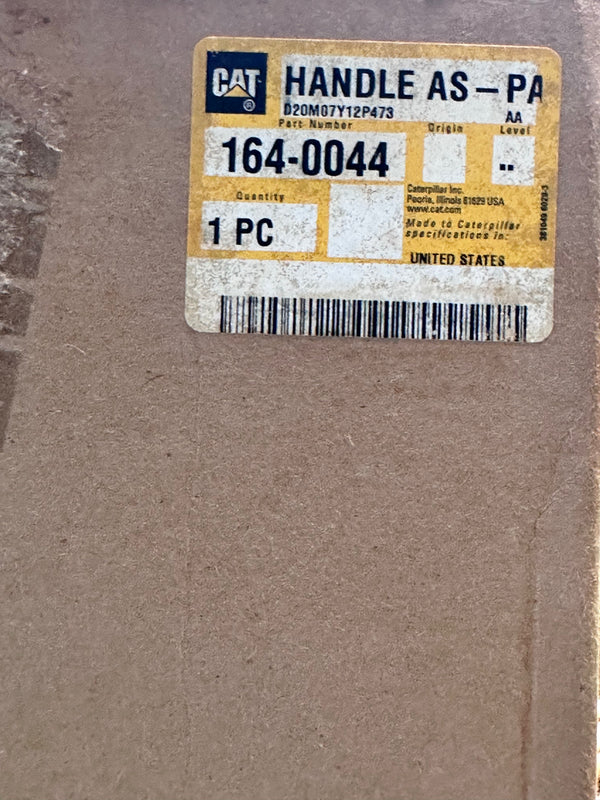 CAT ®
HANDLE AS-PA
D20M07Y12P473 AA
Part Number Origin Level
164-0044 --
Quantity
1 PC
Caterpillar Inc.
Peoria, Illinois 61629 USA
www.cat.com
Made to Caterpillar
specifications in:
UNITED STATES